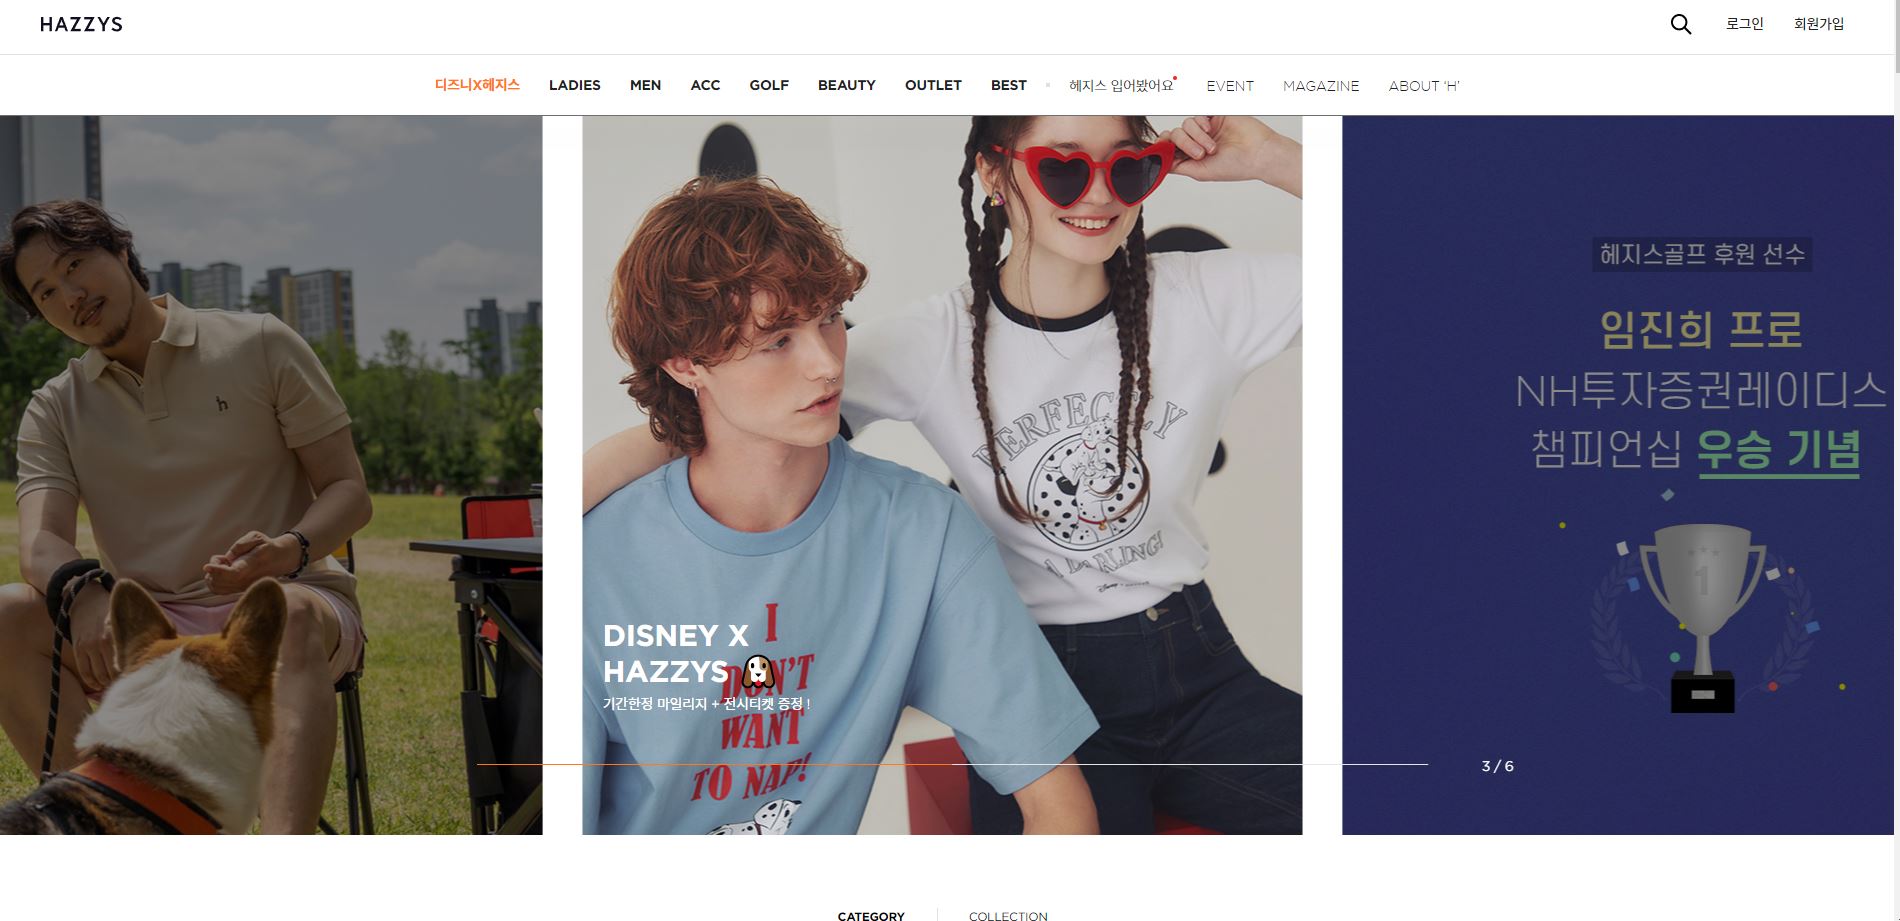 HAZZYS
로그인
회원가입
디즈니X헤지스
LADIES
MEN
ACC
GOLF
BEAUTY
OUTLET
BEST
헤지스 입어봤어요
EVENT
MAGAZINE
ABOUT ‘H’
h
PERFECTLY
DARLING!
I
DON'T
WANT
TO NAP!
DISNEY X
HAZZYS
기간한정 마일리지 + 전시티켓 증정 !
헤지스골프 후원 선수
임진희 프로
NH투자증권레이디스
챔피언십 우승 기념
1
3 / 6
CATEGORY
COLLECTION